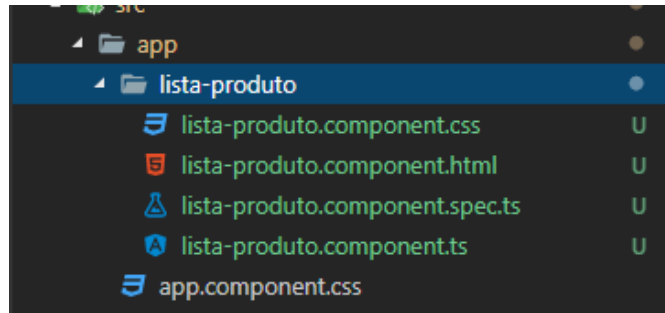 src
app
lista-produto
lista-produto.component.css U
lista-produto.component.html U
lista-produto.component.spec.ts U
lista-produto.component.ts U
app.component.css